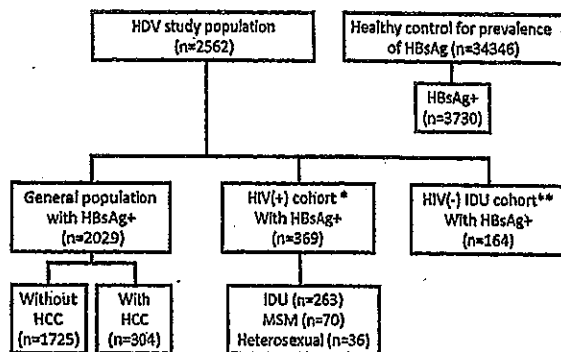 HDV study population
(n=2562)
Healthy control for prevalence
of HBsAg (n=34346)
HBsAg+
(n=3730)
General population
with HBsAg+
(n=2029)
HIV(+) cohort *
With HBsAg+
(n=369)
HIV(-) IDU cohort**
With HBsAg+
(n=164)
Without
HCC
(n=1725)
With
HCC
(n=304)
IDU (n=263)
MSM (n=70)
Heterosexual (n=36)